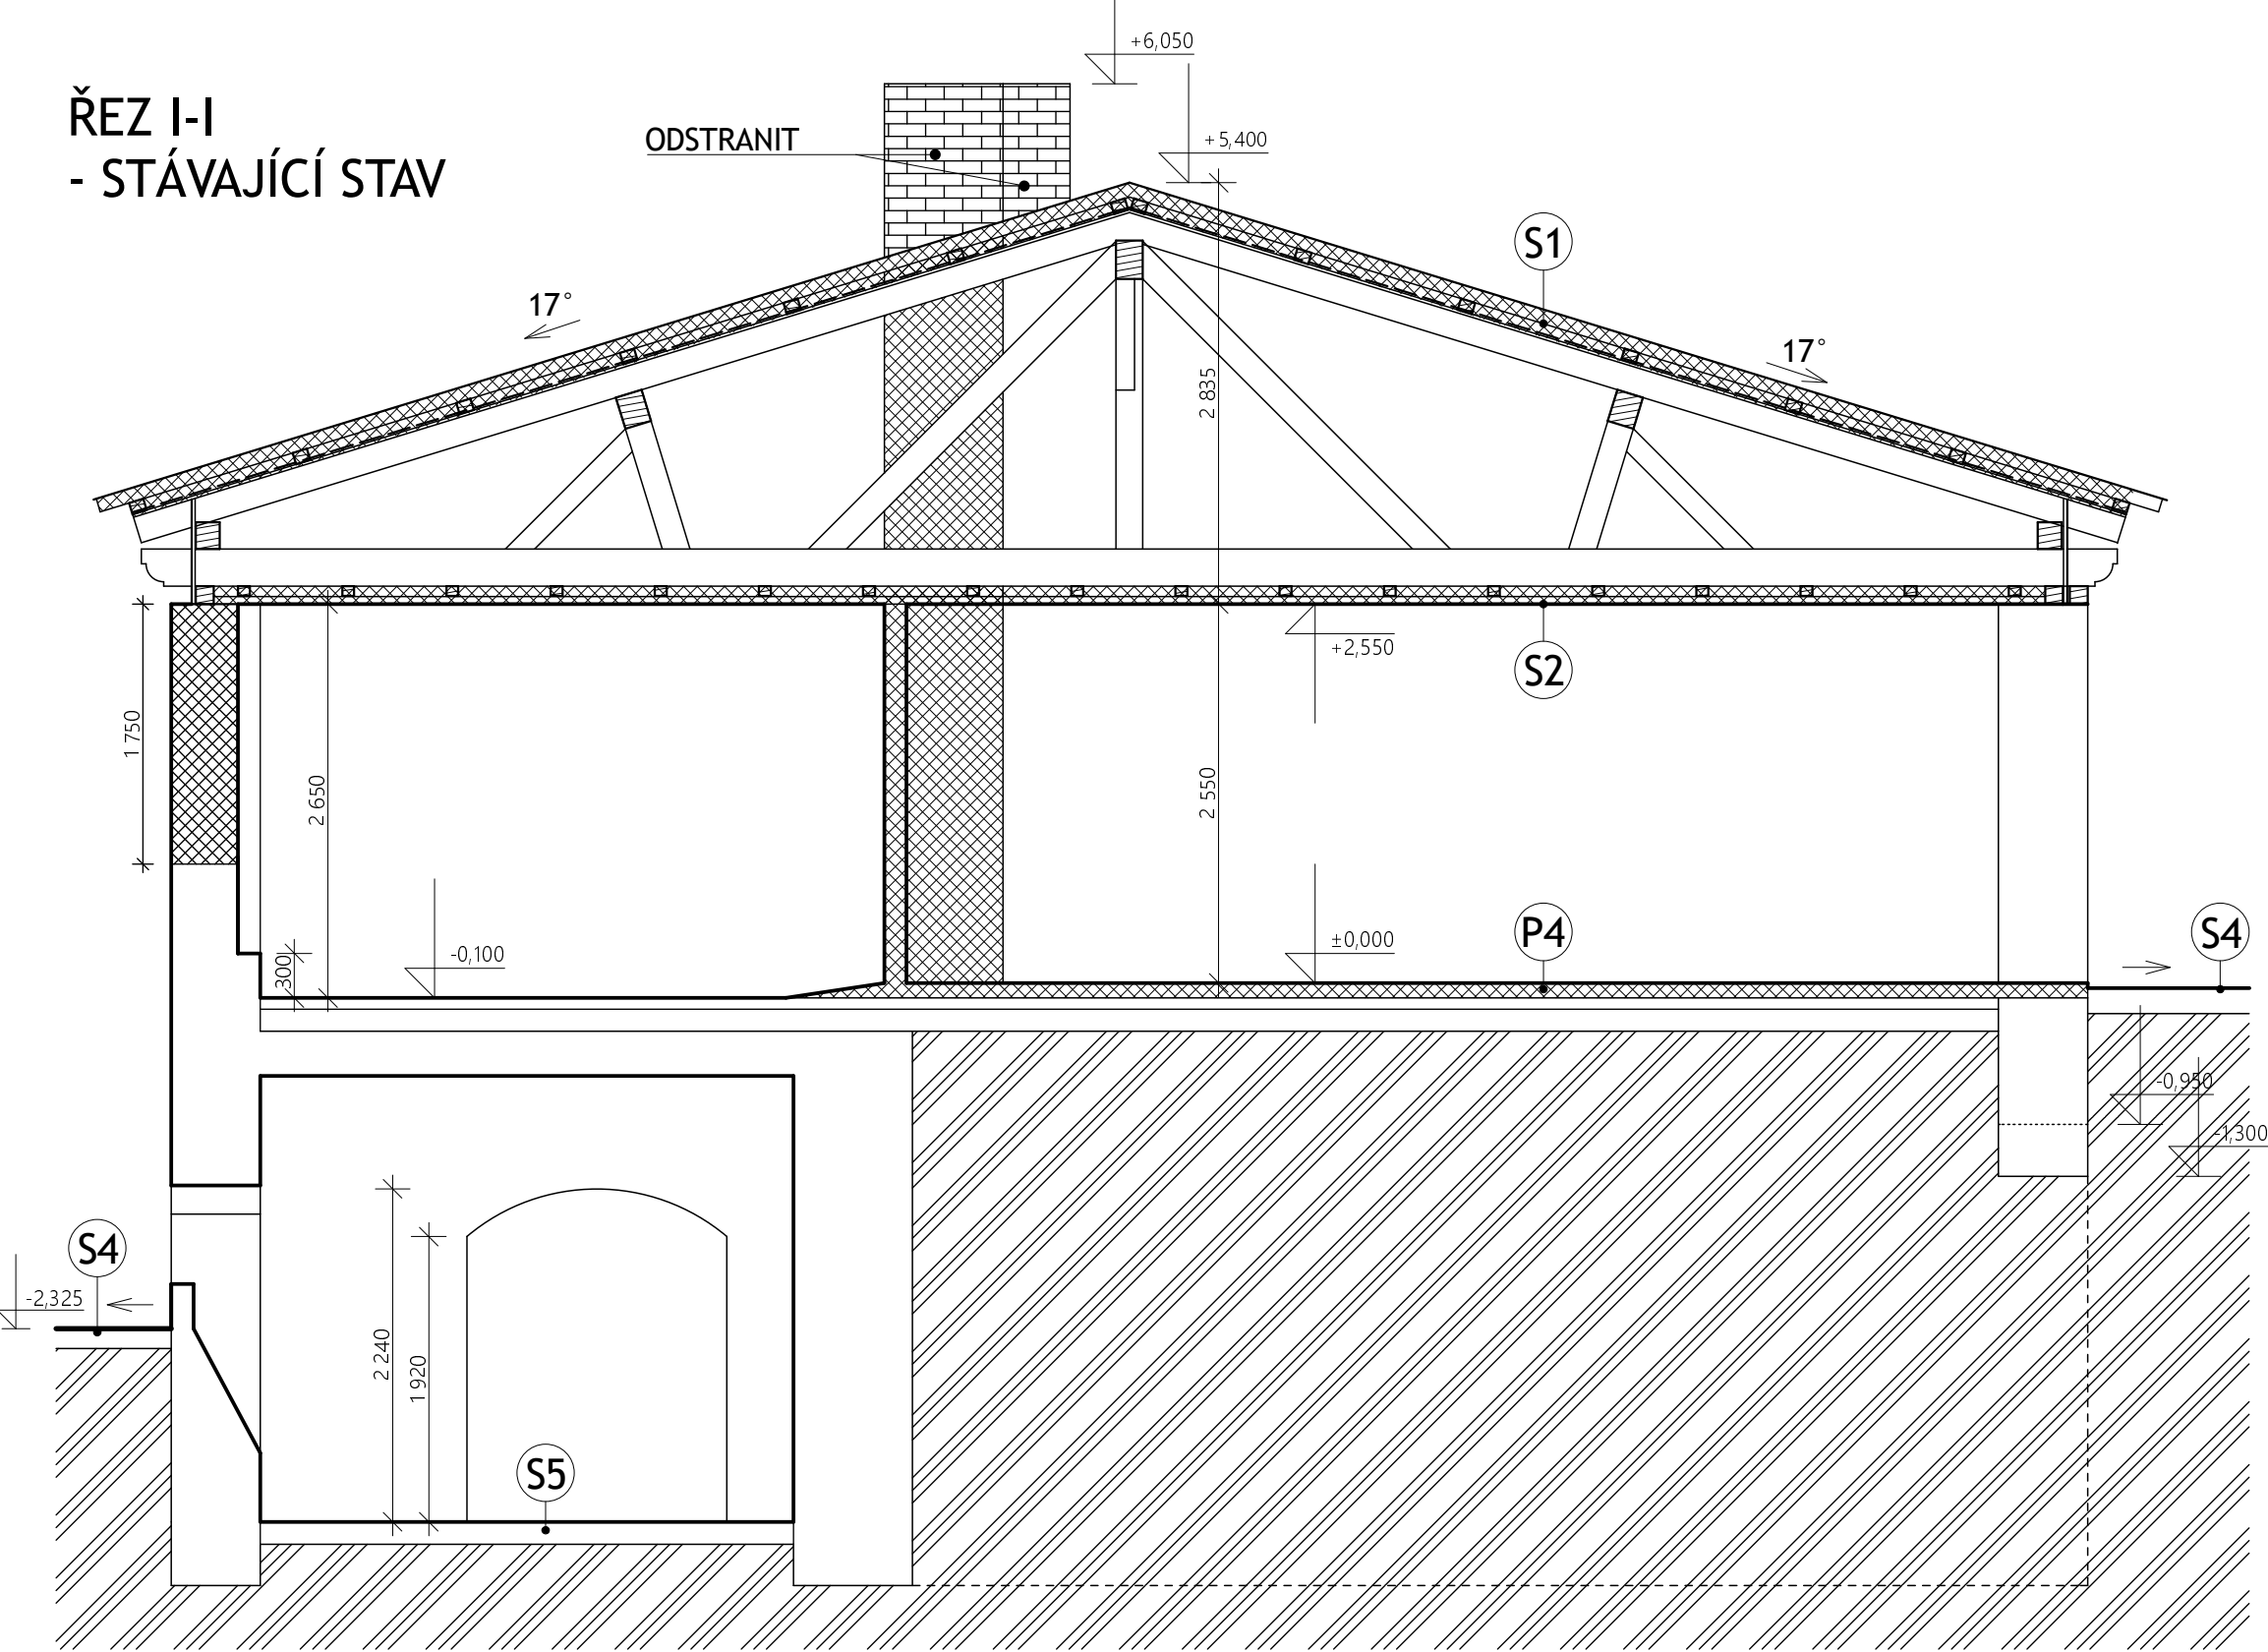 +6,050
ŘEZ I-I
- STÁVAJÍCÍ STAV
ODSTRANIT
+5,400
S1
17°
17°
2 835
+2,550
S2
1 750
2 650
2 550
-0,100
300
±0,000
P4
S4
-0,950
-1,300
S4
-2,325
2 240
1 920
S5